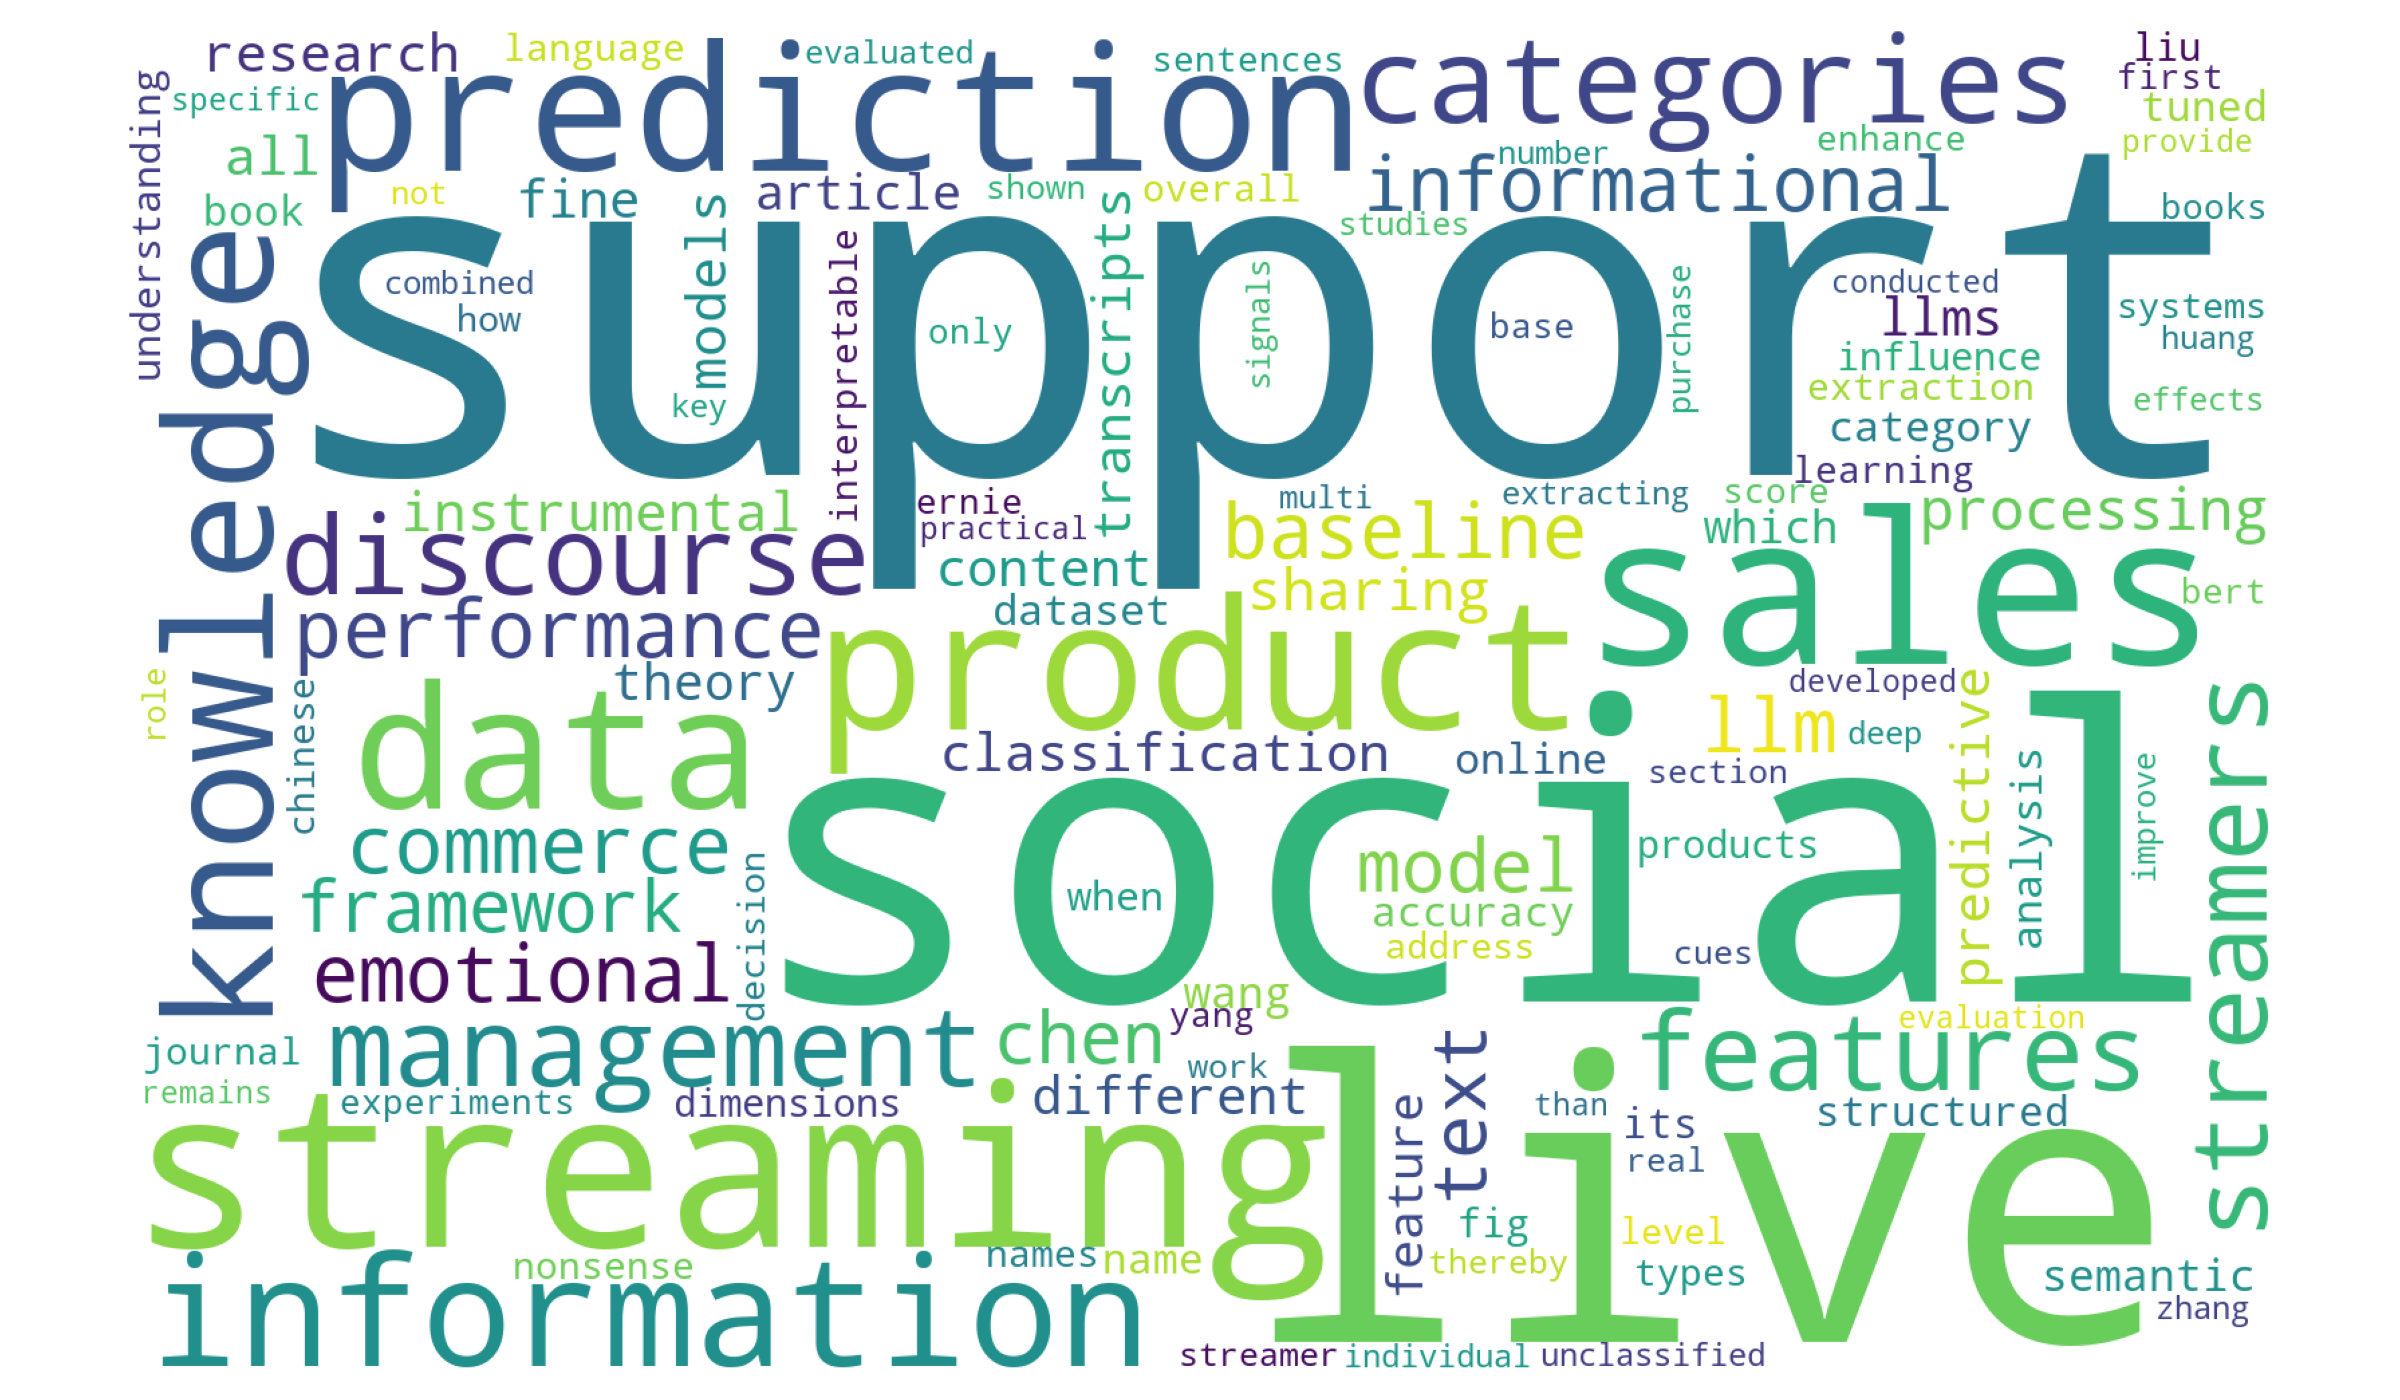 research
language
evaluated
sentences
categories
liu
first
specific
prediction
tuned
understanding
all
number
enhance
provide
book
not
fine
article
shown
overall
informational
studies
books
knowledge
support
combined
how
models
key
interpretable
only
transcripts
signals
base
purchase
conducted
llms
systems
huang
influence
extraction
effects
category
learning
instrumental
ernie
practical
multi
extracting
score
which
processing
discourse
content
baseline
sharing
sales
bert
dataset
performance
product
role
chinese
theory
developed
data
classification
online
llm
deep
section
predictive
analysis
improve
streamers
commerce
social
framework
decision
when
model
products
accuracy
address
cues
emotional
wang
yang
evaluation
journal
management
chen
features
remains
experiments
dimensions
work
different
live
feature
text
than
its
real
structured
streaming
fig
thereby
level
types
semantic
zhang
information
nonsense
names
name
streamer
individual
unclassified